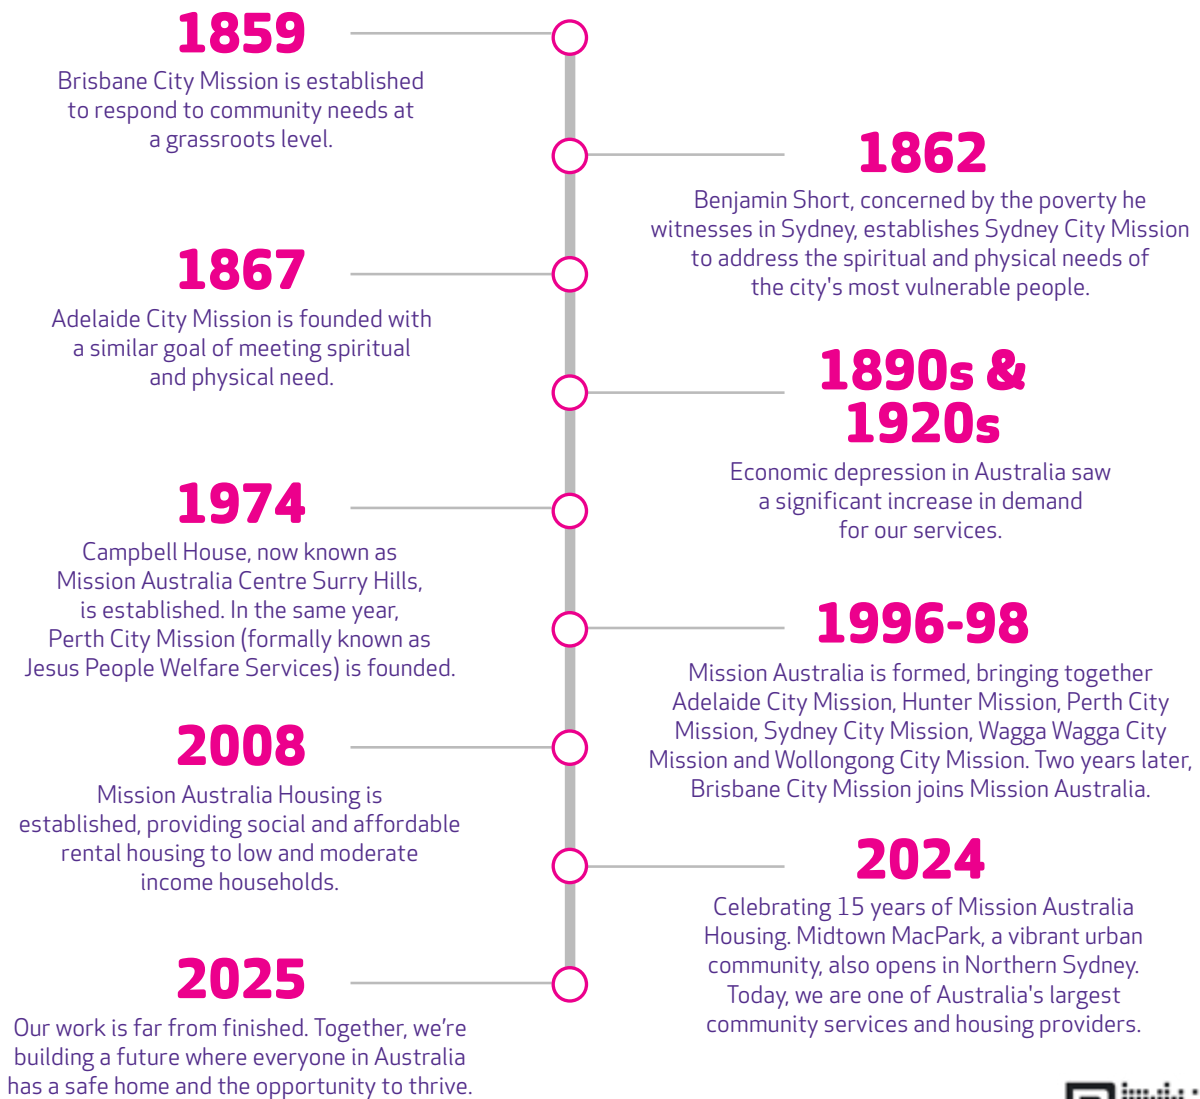 1859
Brisbane City Mission is established
to respond to community needs at
a grassroots level.
1862
Benjamin Short, concerned by the poverty he
witnesses in Sydney, establishes Sydney City Mission
to address the spiritual and physical needs of
the city's most vulnerable people.
1867
Adelaide City Mission is founded with
a similar goal of meeting spiritual
and physical need.
1890s &
1920s
Economic depression in Australia saw
a significant increase in demand
for our services.
1974
Campbell House, now known as
Mission Australia Centre Surry Hills,
is established. In the same year,
Perth City Mission (formally known as
Jesus People Welfare Services) is founded.
1996-98
Mission Australia is formed, bringing together
Adelaide City Mission, Hunter Mission, Perth City
Mission, Sydney City Mission, Wagga Wagga City
Mission and Wollongong City Mission. Two years later,
Brisbane City Mission joins Mission Australia.
2008
Mission Australia Housing is
established, providing social and affordable
rental housing to low and moderate
income households.
2024
Celebrating 15 years of Mission Australia
Housing. Midtown MacPark, a vibrant urban
community, also opens in Northern Sydney.
Today, we are one of Australia's largest
community services and housing providers.
2025
Our work is far from finished. Together, we’re
building a future where everyone in Australia
has a safe home and the opportunity to thrive.